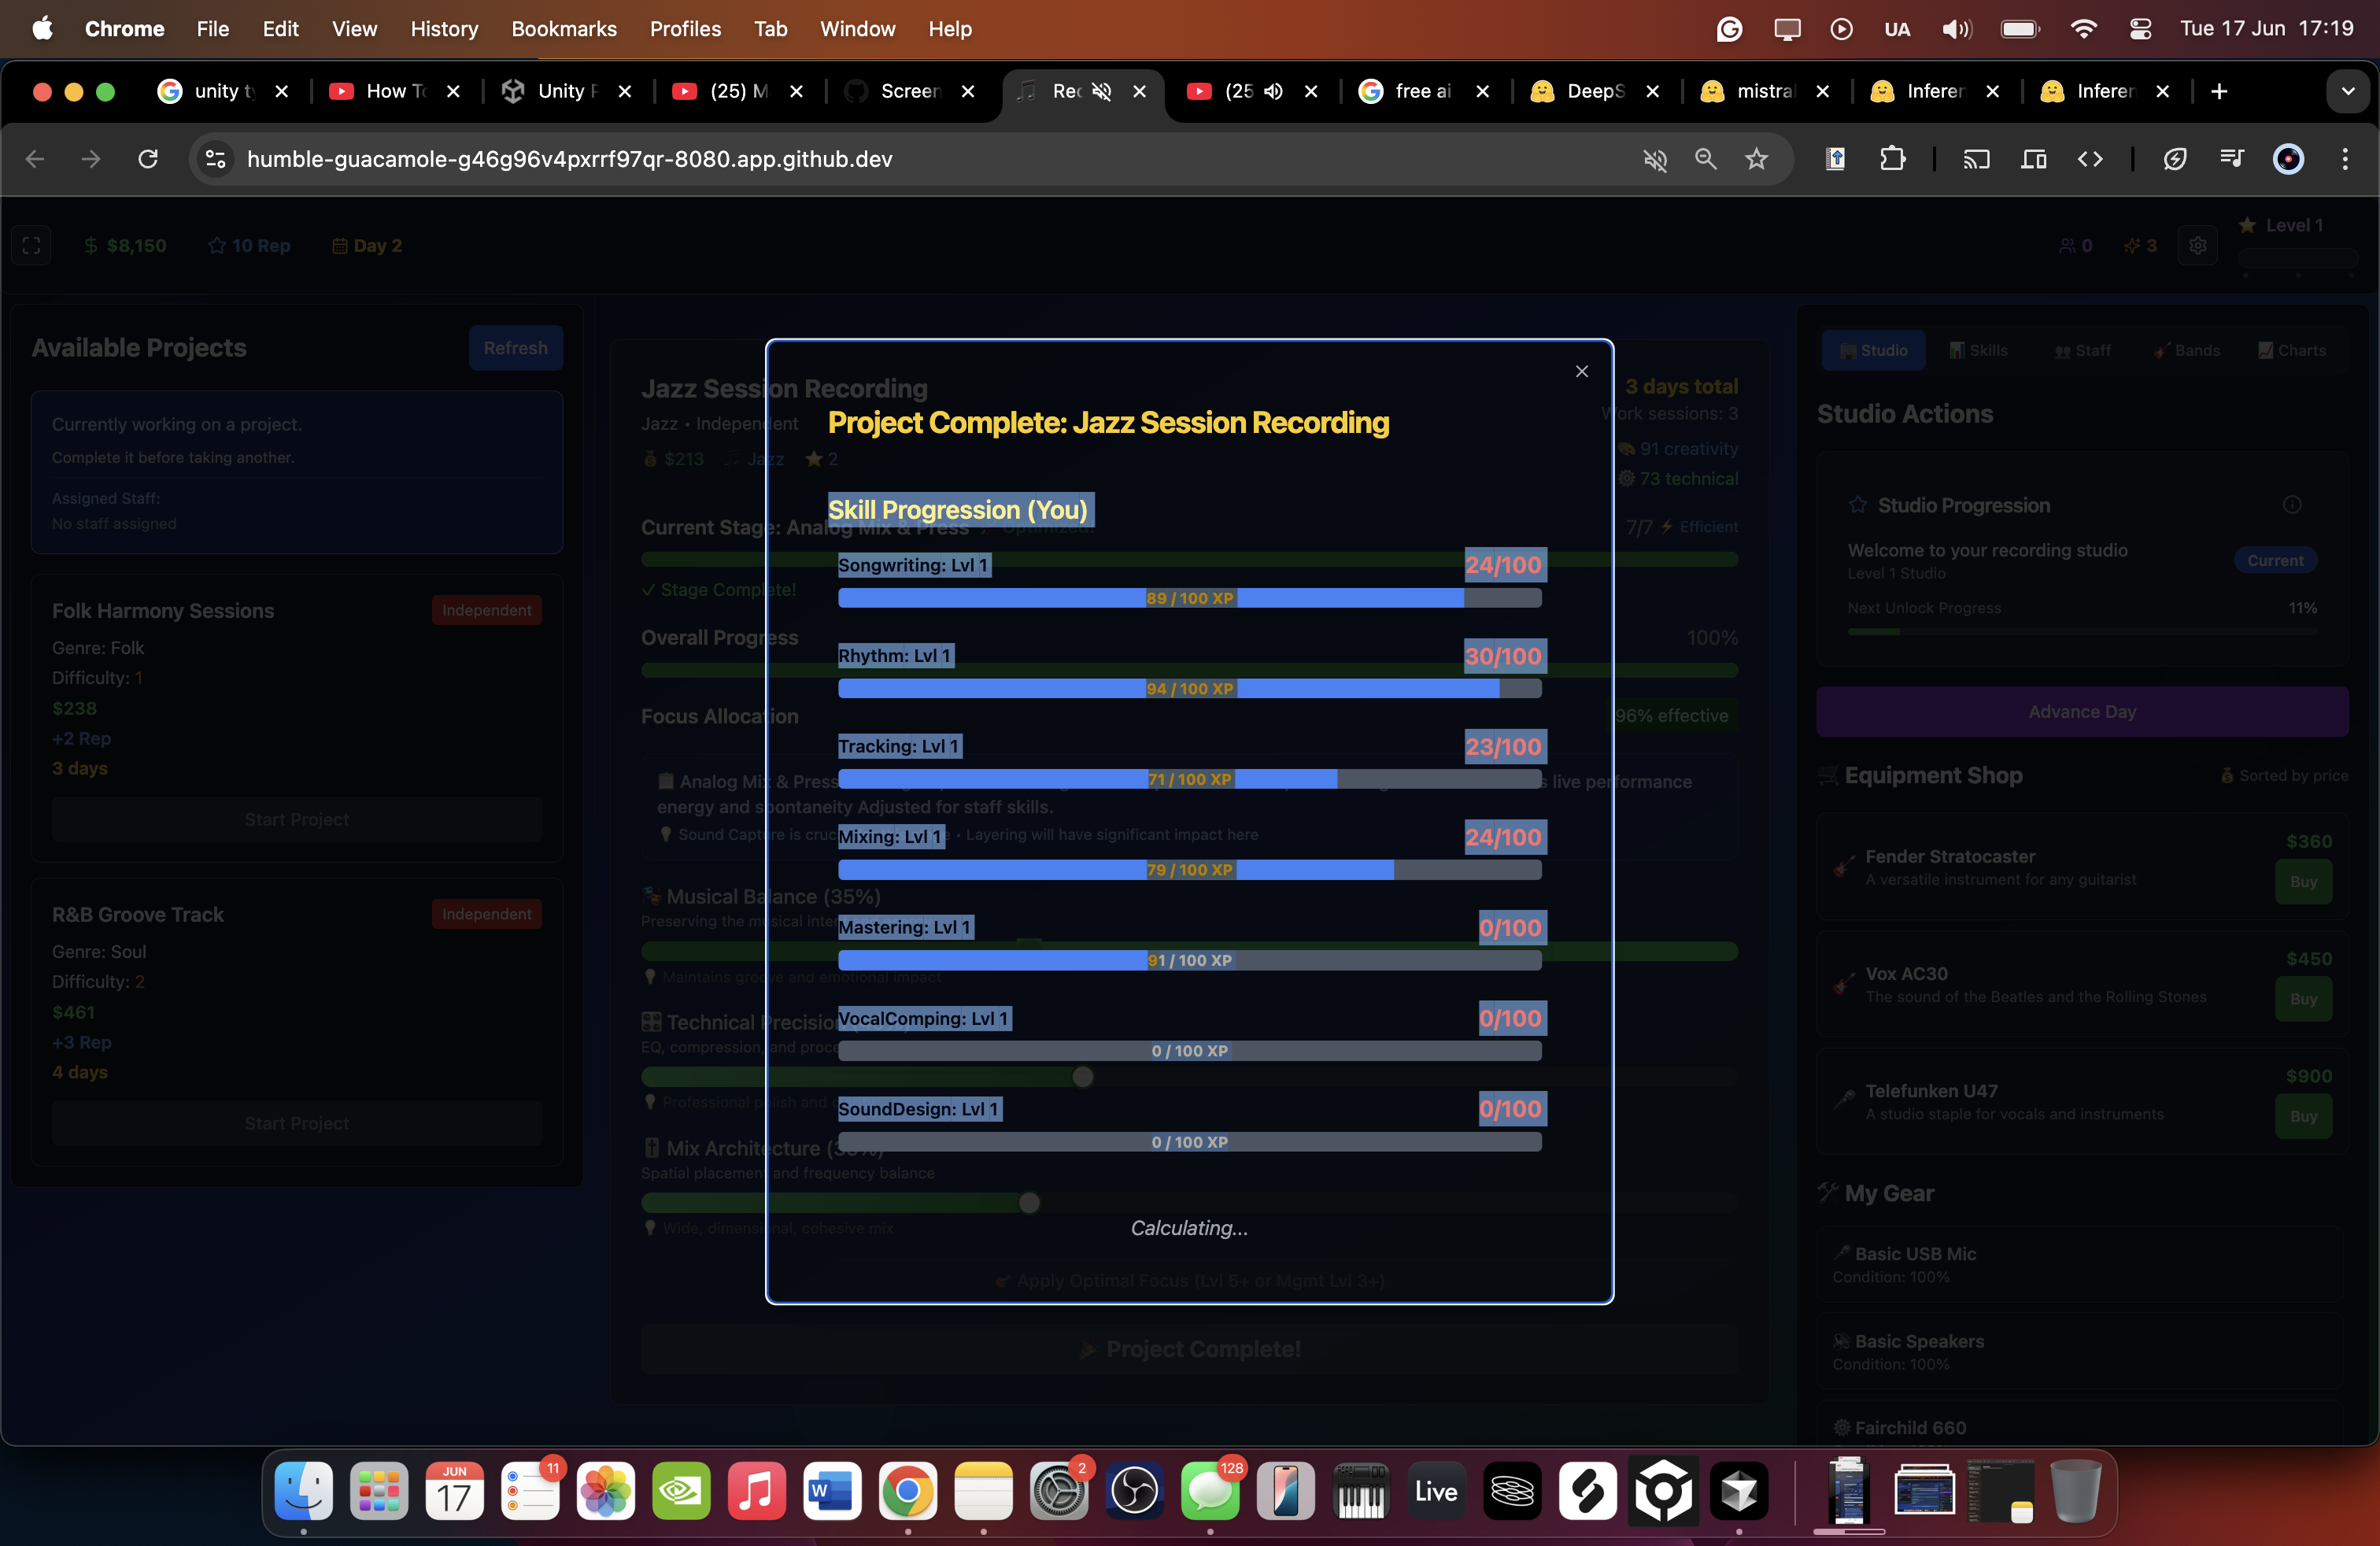 Chrome File Edit View History Bookmarks Profiles Tab Window Help UA Tue 17 Jun 17:19
unity ty How To Unity P (25) M Screen Rec (25 free ai DeepS mistral Inferen Inferen
humble-guacamole-g46g96v4pxrrf97qr-8080.app.github.dev
$8,150 10 Rep Day 2 0 3 Level 1
Available Projects Refresh
Currently working on a project.
Complete it before taking another.
Assigned Staff:
No staff assigned
Folk Harmony Sessions Independent
Genre: Folk
Difficulty: 1
$238
+2 Rep
3 days
Start Project
R&B Groove Track Independent
Genre: Soul
Difficulty: 2
$461
+3 Rep
4 days
Start Project
Jazz Session Recording 3 days total
Jazz • Independent Work sessions: 3
$213 Jazz 2 91 creativity
73 technical
Current Stage: Analog Mix & Press Optimized! 7/7 Efficient
✓ Stage Complete!
Overall Progress 100%
Focus Allocation 96% effective
Analog Mix & Press s live performance
energy and spontaneity Adjusted for staff skills.
Sound Capture is • Layering will have significant impact here
Musical Balance (35%)
Preserving the musical
Maintains groove and emotional impact
Technical Precision
EQ, compression, and
Professional polish and
Mix Architecture
Spatial placement and frequency balance
Wide, dimensional, cohesive mix
Apply Optimal Focus (Lvl 5+ or Mgmt Lvl 3+)
Project Complete!
Project Complete: Jazz Session Recording
Skill Progression (You)
Songwriting: Lvl 1 24/100
89 / 100 XP
Rhythm: Lvl 1 30/100
94 / 100 XP
Tracking: Lvl 1 23/100
71 / 100 XP
Mixing: Lvl 1 24/100
79 / 100 XP
Mastering: Lvl 1 0/100
91 / 100 XP
VocalComping: Lvl 1 0/100
0 / 100 XP
SoundDesign: Lvl 1 0/100
0 / 100 XP
Calculating...
Studio Skills Staff Bands Charts
Studio Actions
Studio Progression
Welcome to your recording studio Current
Level 1 Studio
Next Unlock Progress 11%
Advance Day
Equipment Shop Sorted by price
Fender Stratocaster $360
A versatile instrument for any guitarist Buy
Vox AC30 $450
The sound of the Beatles and the Rolling Stones Buy
Telefunken U47 $900
A studio staple for vocals and instruments Buy
My Gear
Basic USB Mic
Condition: 100%
Basic Speakers
Condition: 100%
Fairchild 660
JUN 17 11 2 128 Live W